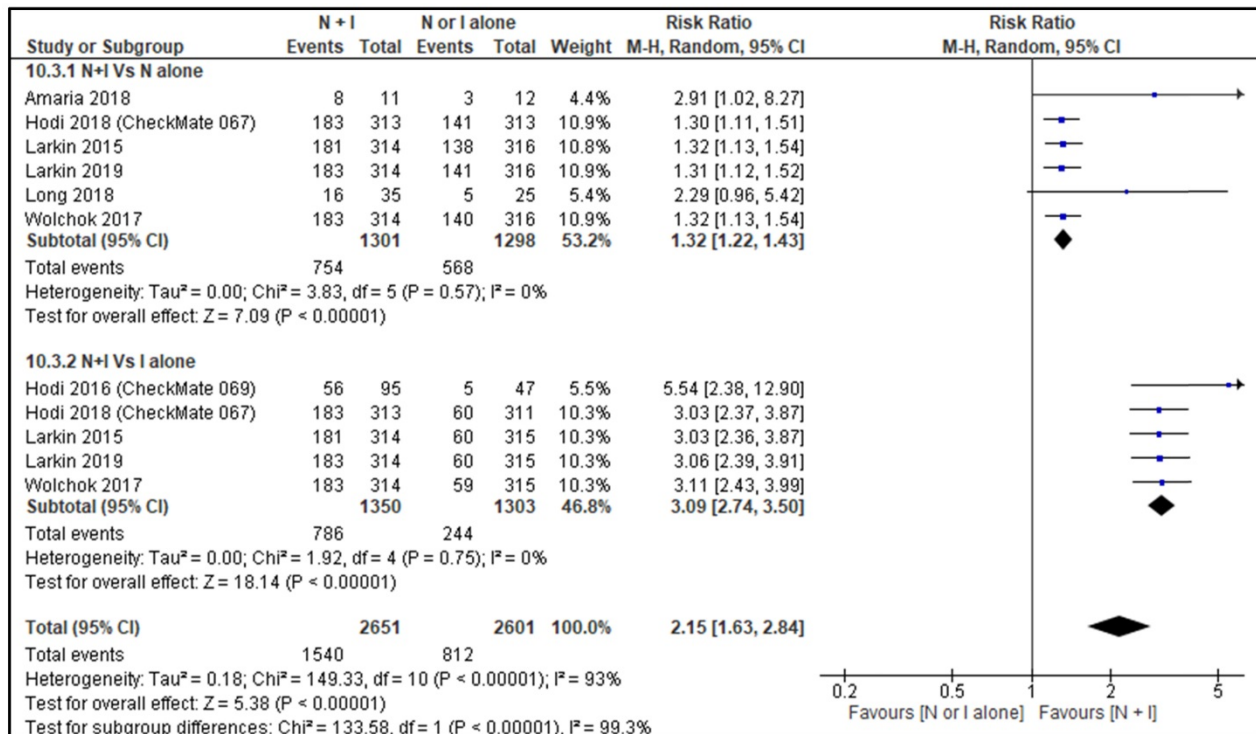 N + I N or I alone Risk Ratio Risk Ratio
Study or Subgroup Events Total Events Total Weight M-H, Random, 95% CI M-H, Random, 95% CI
10.3.1 N+I Vs N alone
Amaria 2018 8 11 3 12 4.4% 2.91 [1.02, 8.27]
Hodi 2018 (CheckMate 067) 183 313 141 313 10.9% 1.30 [1.11, 1.51]
Larkin 2015 181 314 138 316 10.8% 1.32 [1.13, 1.54]
Larkin 2019 183 314 141 316 10.9% 1.31 [1.12, 1.52]
Long 2018 16 35 5 25 5.4% 2.29 [0.96, 5.42]
Wolchok 2017 183 314 140 316 10.9% 1.32 [1.13, 1.54]
Subtotal (95% CI) 1301 1298 53.2% 1.32 [1.22, 1.43]
Total events 754 568
Heterogeneity: Tau² = 0.00; Chi² = 3.83, df = 5 (P = 0.57); I² = 0%
Test for overall effect: Z = 7.09 (P < 0.00001)
10.3.2 N+I Vs I alone
Hodi 2016 (CheckMate 069) 56 95 5 47 5.5% 5.54 [2.38, 12.90]
Hodi 2018 (CheckMate 067) 183 313 60 311 10.3% 3.03 [2.37, 3.87]
Larkin 2015 181 314 60 315 10.3% 3.03 [2.36, 3.87]
Larkin 2019 183 314 60 315 10.3% 3.06 [2.39, 3.91]
Wolchok 2017 183 314 59 315 10.3% 3.11 [2.43, 3.99]
Subtotal (95% CI) 1350 1303 46.8% 3.09 [2.74, 3.50]
Total events 786 244
Heterogeneity: Tau² = 0.00; Chi² = 1.92, df = 4 (P = 0.75); I² = 0%
Test for overall effect: Z = 18.14 (P < 0.00001)
Total (95% CI) 2651 2601 100.0% 2.15 [1.63, 2.84]
Total events 1540 812
Heterogeneity: Tau² = 0.18; Chi² = 149.33, df = 10 (P < 0.00001); I² = 93%
Test for overall effect: Z = 5.38 (P < 0.00001)
Test for subgroup differences: Chi² = 133.58, df = 1 (P < 0.00001), I² = 99.3%
0.2 0.5 1 2 5
Favours [N or I alone] Favours [N + I]